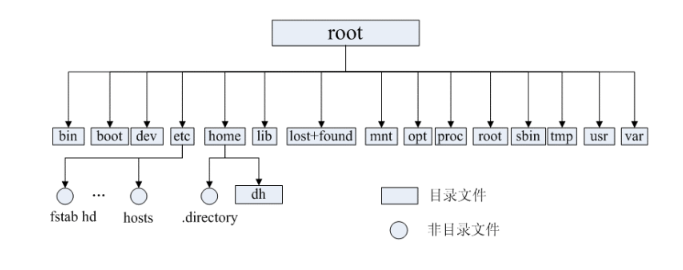 root
bin boot dev etc home lib lost+found mnt opt proc root sbin tmp usr var
... dh 目录文件
fstab hd hosts .directory 非目录文件